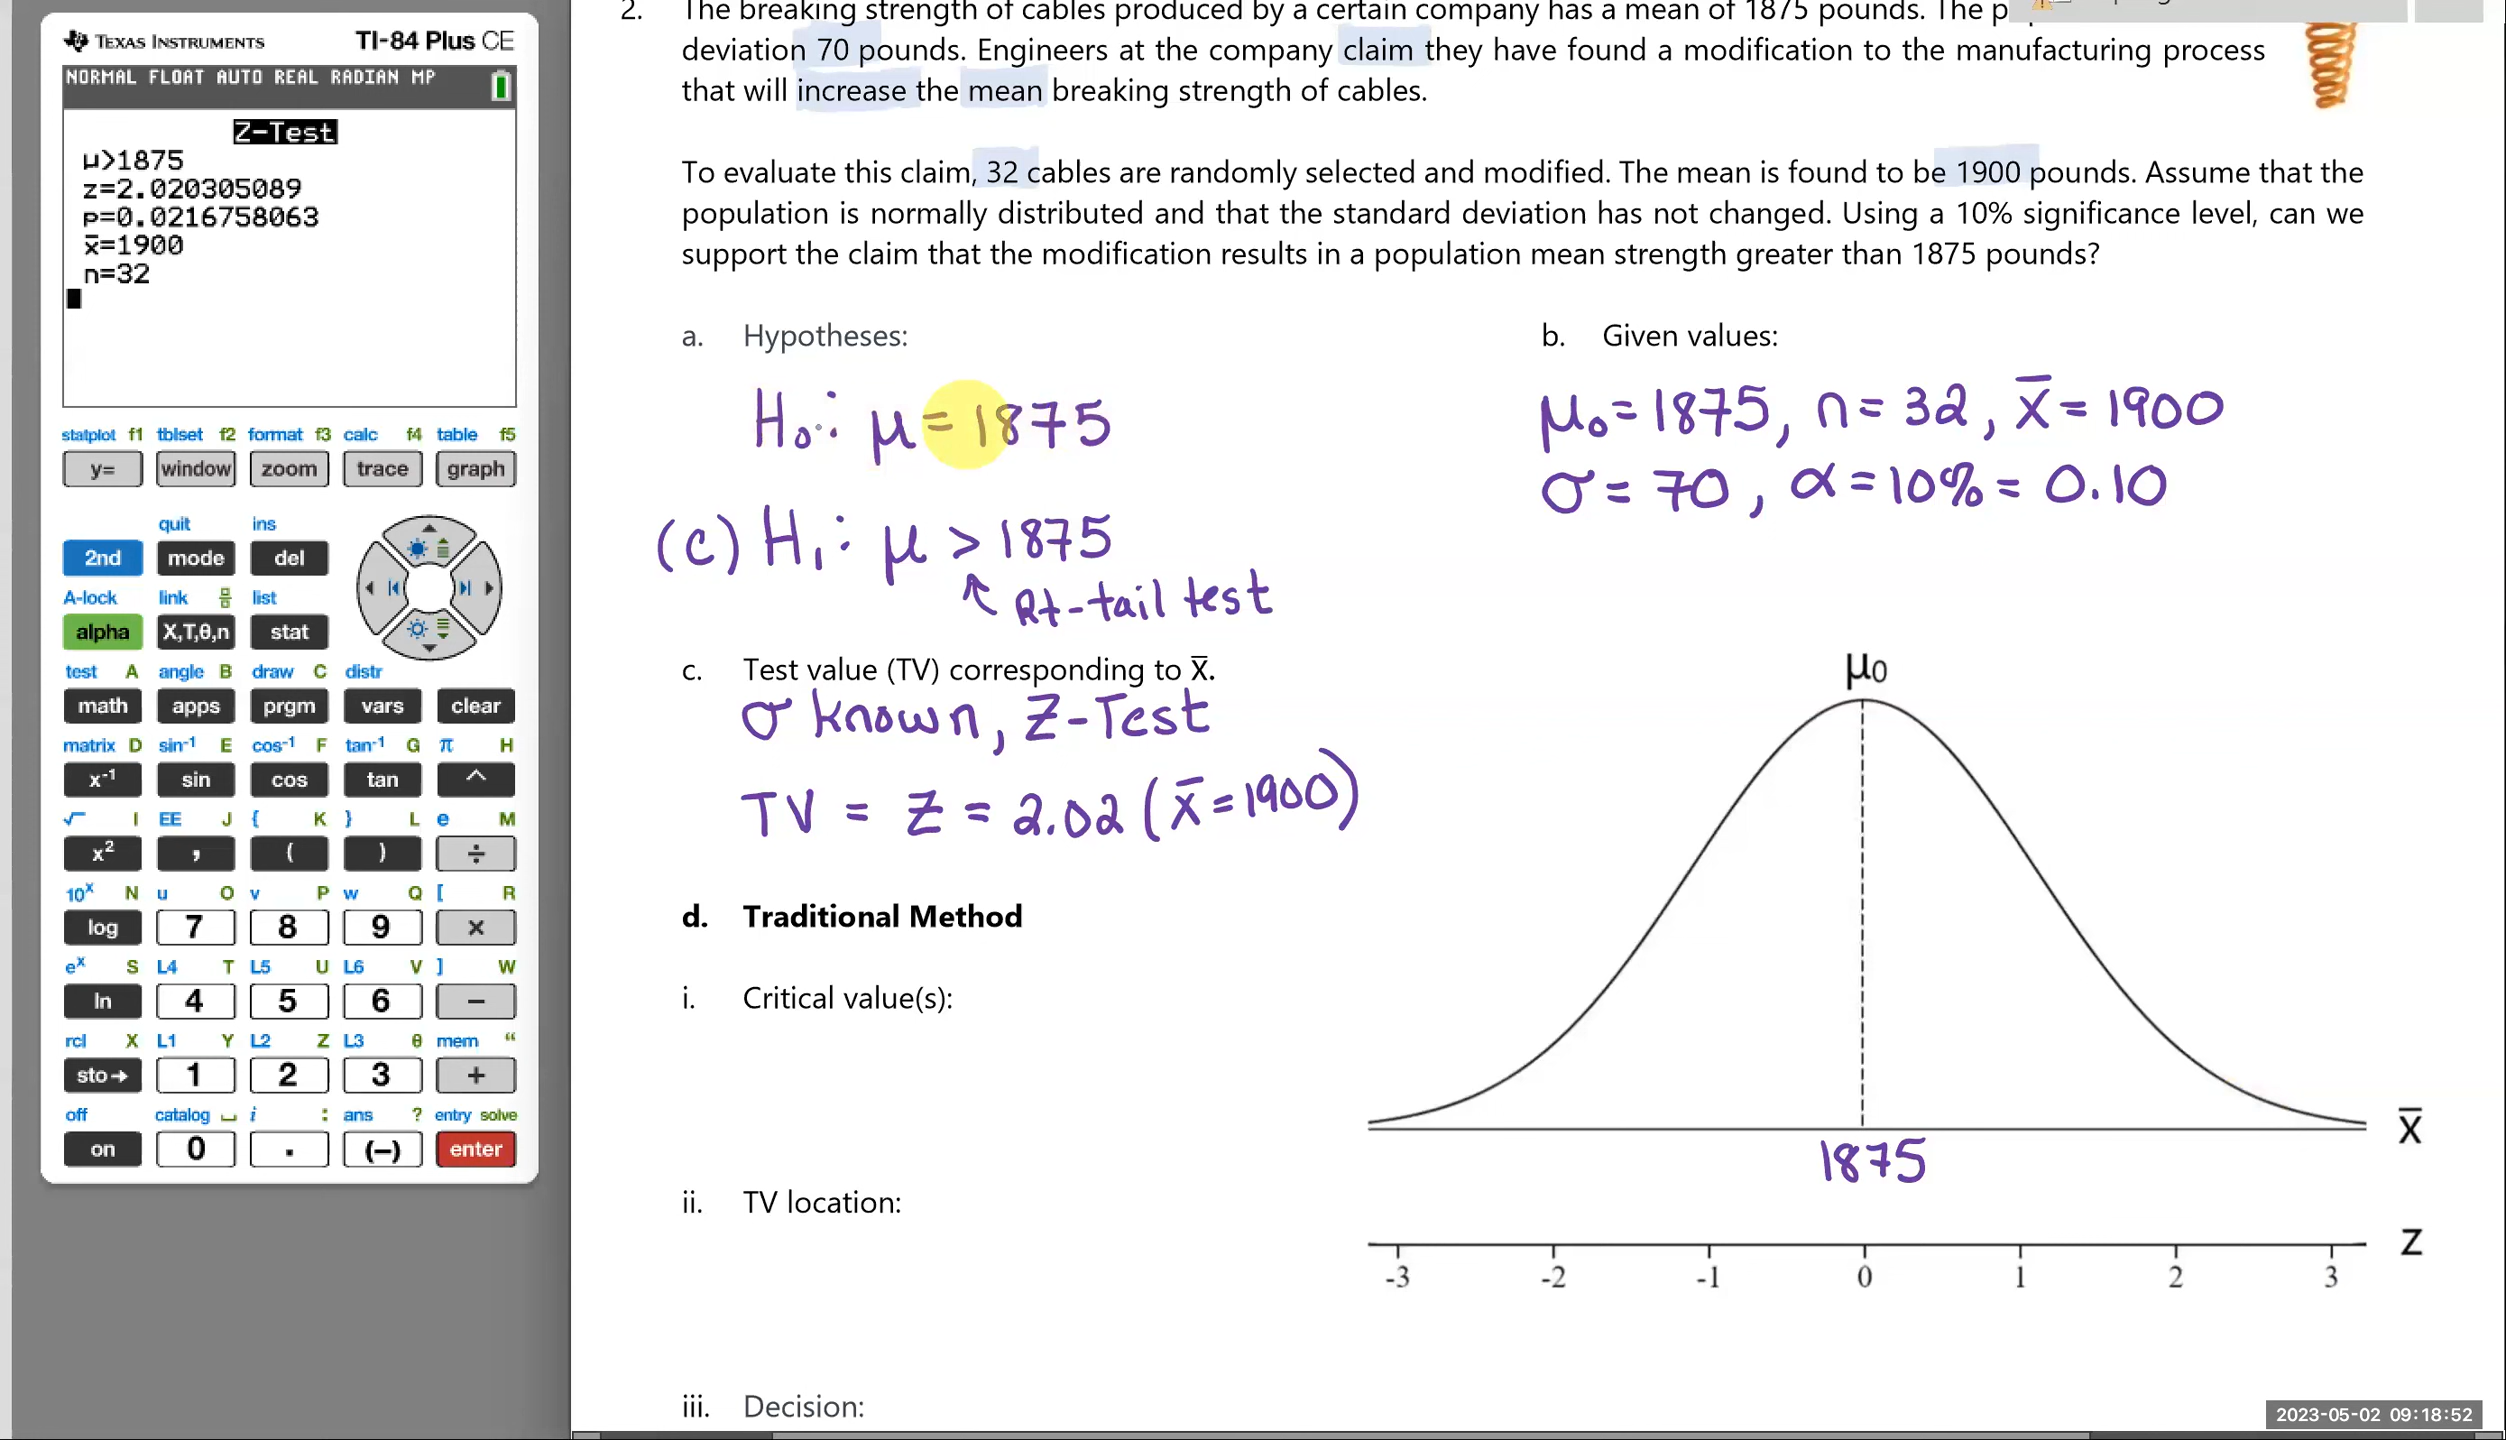 TEXAS INSTRUMENTS TI-84 Plus CE
NORMAL FLOAT AUTO REAL RADIAN MP
Z-Test
μ>1875
z=2.020305089
p=0.0216758063
x̄=1900
n=32
statplot f1 tblset f2 format f3 calc f4 table f5
y= window zoom trace graph
quit ins
2nd mode del
A-lock link list
alpha X,T,θ,n stat
test A angle B draw C distr
math apps prgm vars clear
matrix D sin⁻¹ E cos⁻¹ F tan⁻¹ G π H
x⁻¹ sin cos tan ^
√ I EE J { K } L e M
x² , ( ) ÷
10ˣ N u O v P w Q [ R
log 7 8 9 ×
eˣ S L4 T L5 U L6 V ] W
ln 4 5 6 −
rcl X L1 Y L2 Z L3 θ mem “
sto→ 1 2 3 +
off catalog ⎵ i : ans ? entry solve
on 0 . (−) enter
2. The breaking strength of cables produced by a certain company has a mean of 1875 pounds. The
deviation 70 pounds. Engineers at the company claim they have found a modification to the manufacturing process
that will increase the mean breaking strength of cables.
To evaluate this claim, 32 cables are randomly selected and modified. The mean is found to be 1900 pounds. Assume that the
population is normally distributed and that the standard deviation has not changed. Using a 10% significance level, can we
support the claim that the modification results in a population mean strength greater than 1875 pounds?
a. Hypotheses:
H₀: μ = 1875
(c) H₁: μ > 1875
↑ Rt-tail test
b. Given values:
μ₀ = 1875, n = 32, x̄ = 1900
σ = 70, α = 10% = 0.10
c. Test value (TV) corresponding to x̄.
σ known, Z-Test
TV = Z = 2.02 (x̄ = 1900)
d. Traditional Method
i. Critical value(s):
ii. TV location:
iii. Decision:
μ₀
X̄
1875
Z
-3 -2 -1 0 1 2 3
2023-05-02 09:18:52